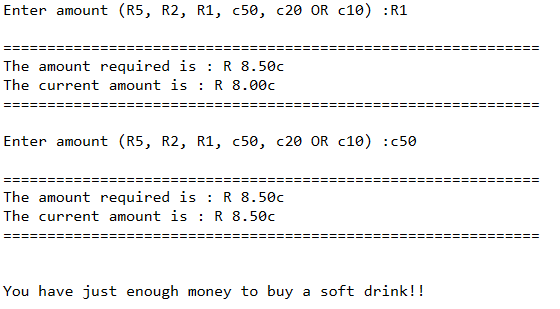 Enter amount (R5, R2, R1, c50, c20 OR c10) :R1
=============================================================
The amount required is : R 8.50c
The current amount is : R 8.00c
=============================================================
Enter amount (R5, R2, R1, c50, c20 OR c10) :c50
=============================================================
The amount required is : R 8.50c
The current amount is : R 8.50c
=============================================================
You have just enough money to buy a soft drink!!